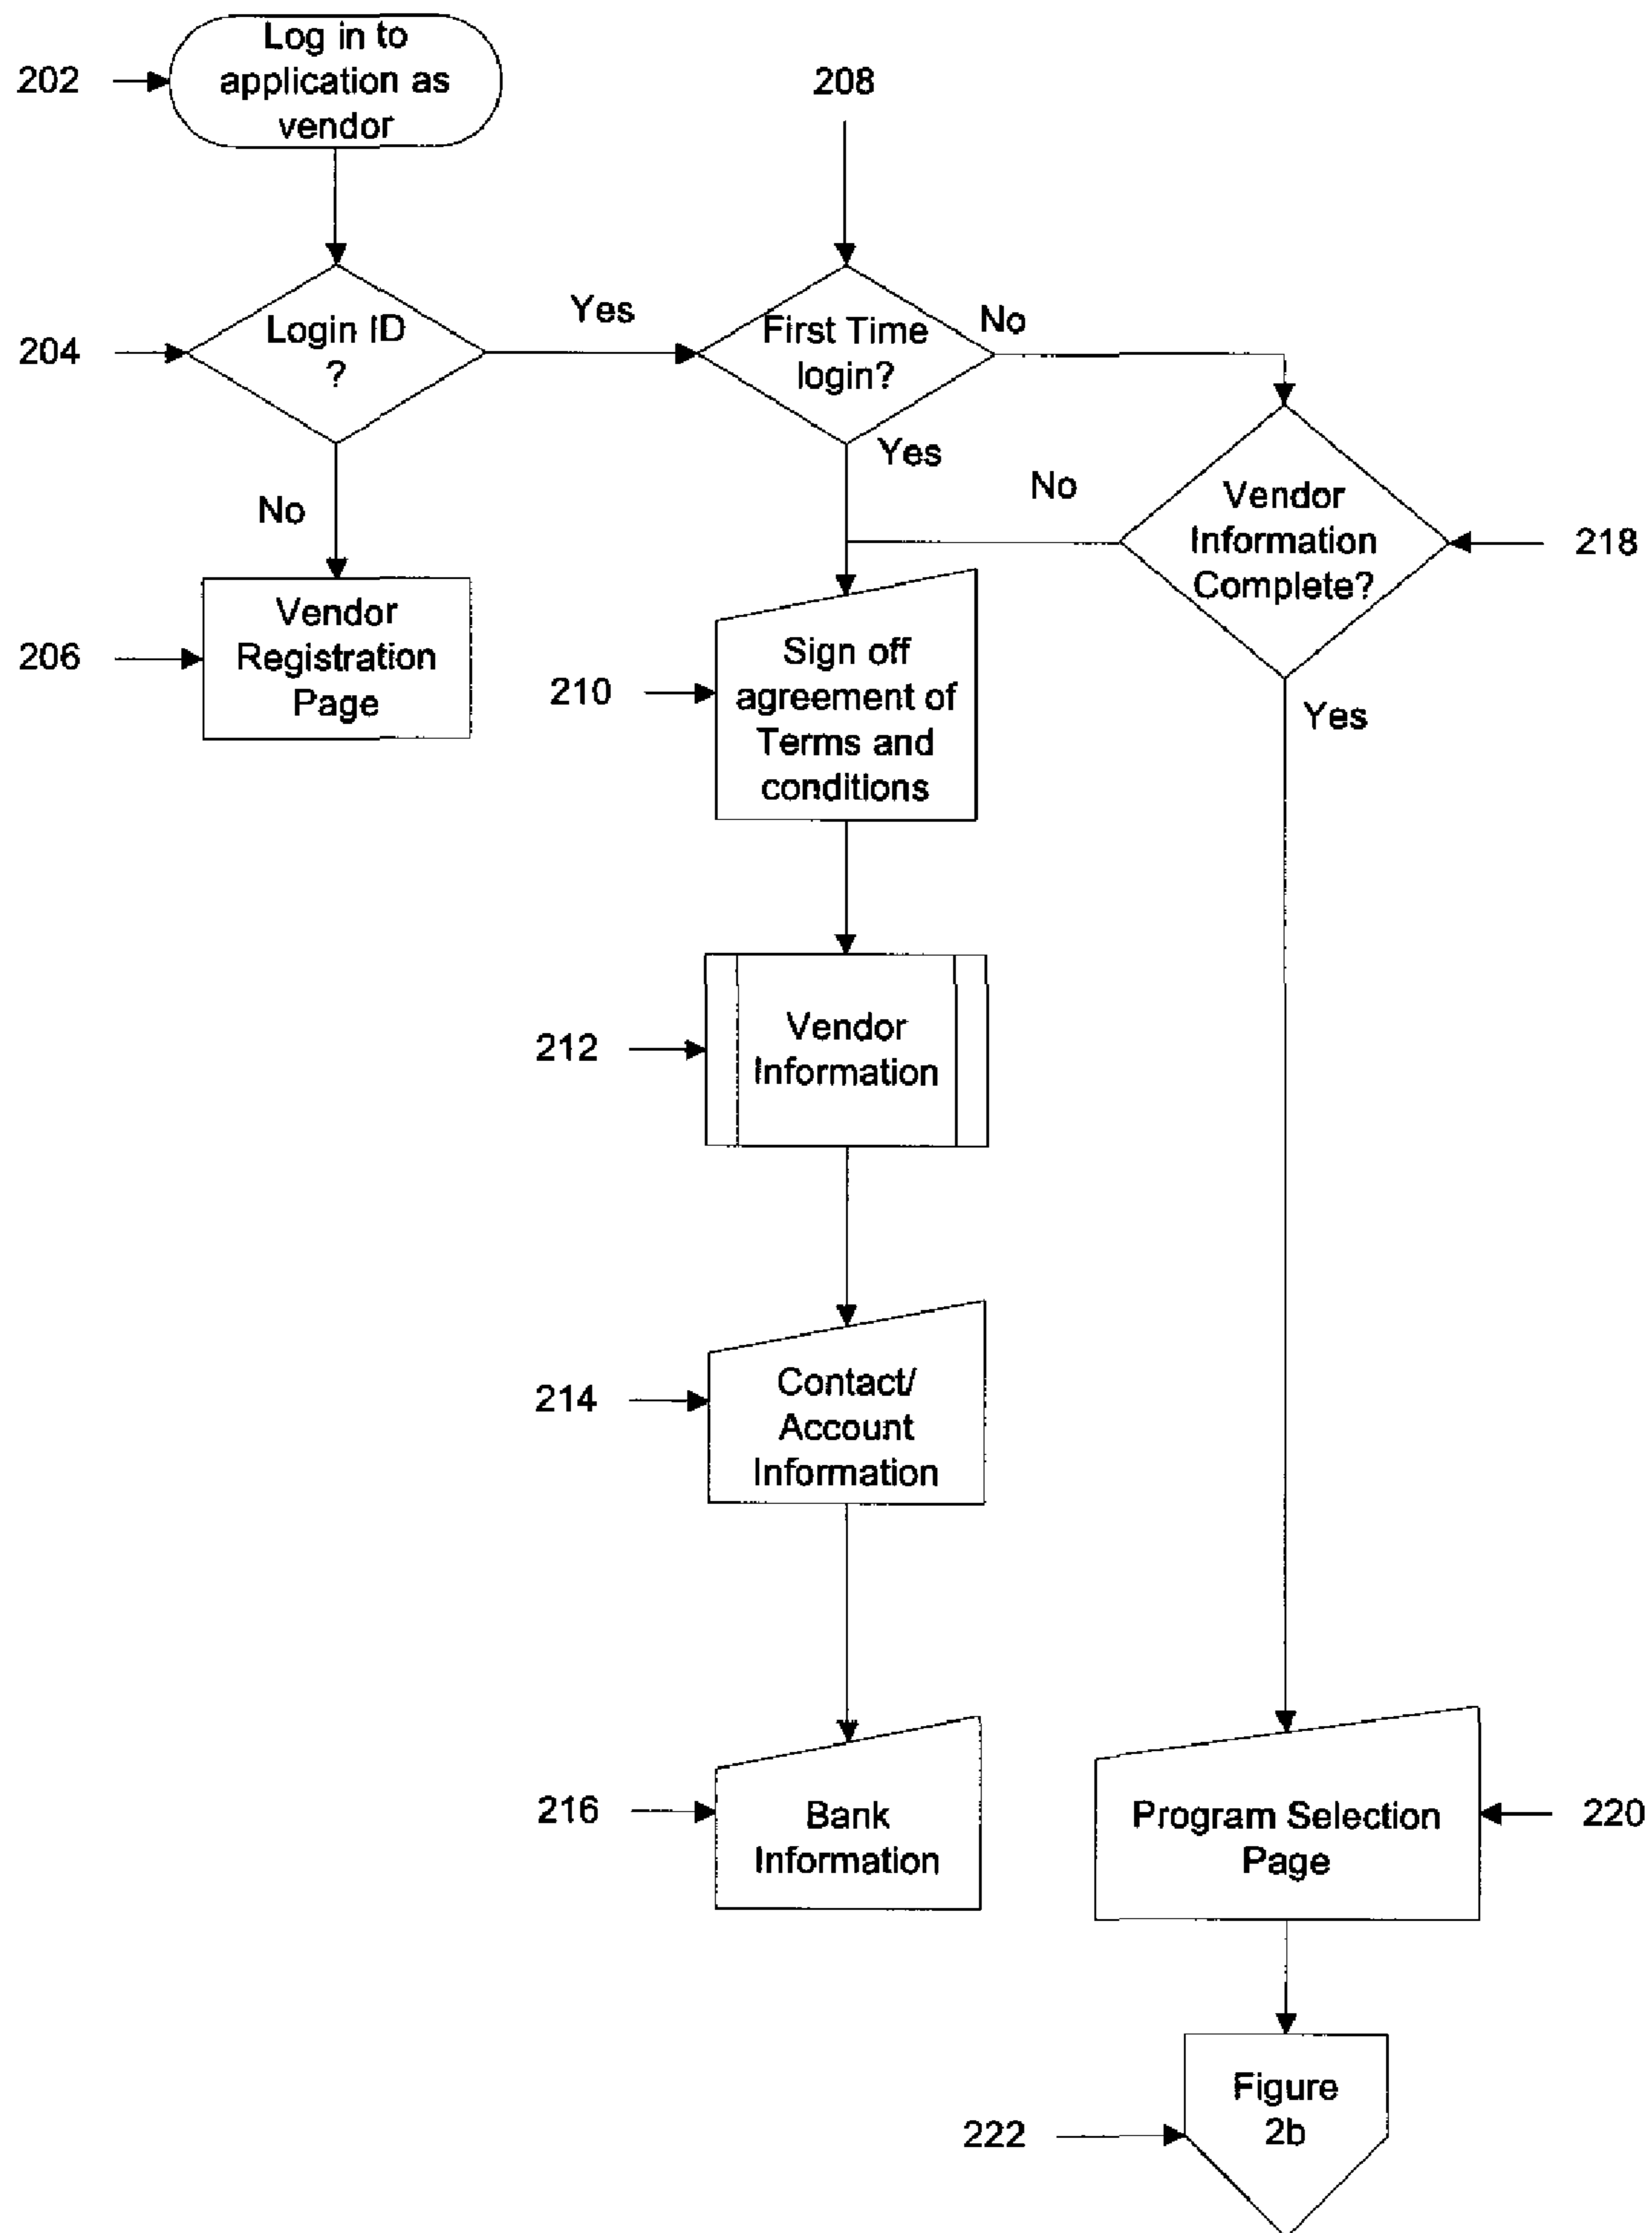 Log in to
application as
vendor
202
208
Login ID
?
204
Yes
First Time
login?
No
Yes
No
Vendor
Information
Complete?
218
No
Vendor
Registration
Page
206
Sign off
agreement of
Terms and
conditions
210
Yes
Vendor
Information
212
Contact/
Account
Information
214
Bank
Information
216
Program Selection
Page
220
Figure
2b
222